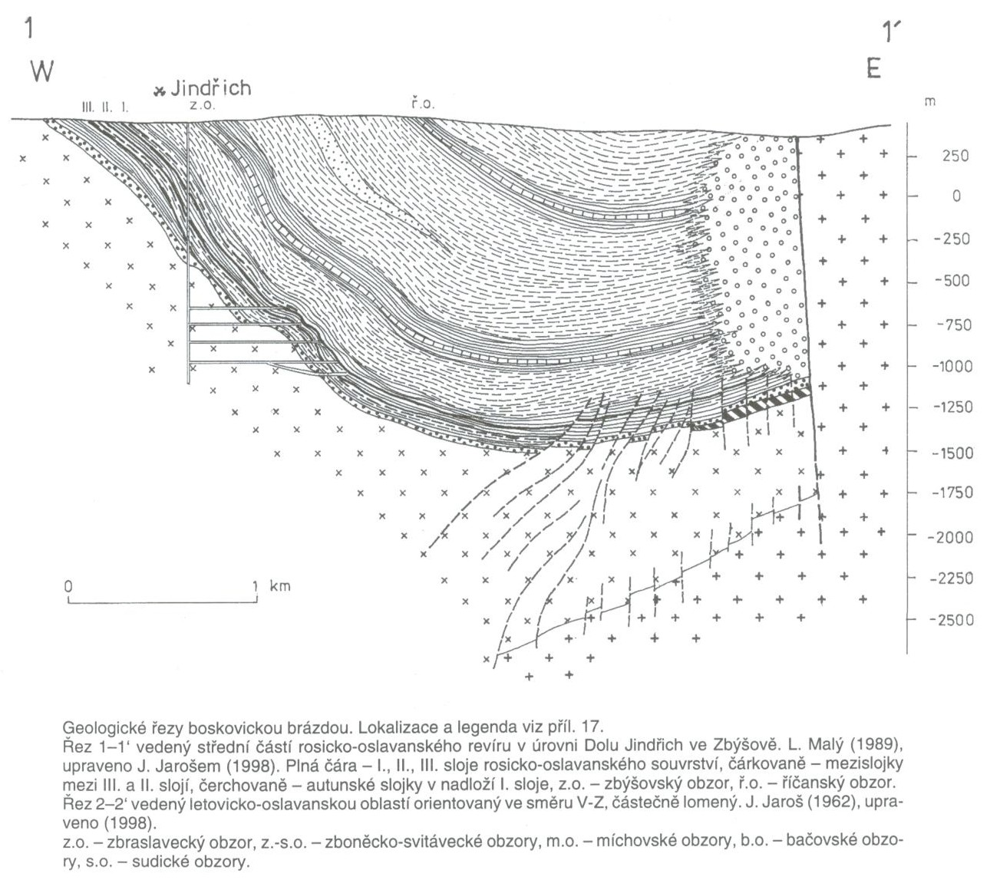 1 1′
W E
Jindřich
III. II. I. z.o. ř.o. m
250
0
-250
-500
-750
-1000
-1250
-1500
-1750
-2000
-2250
-2500
0 1 km
Geologické řezy boskovickou brázdou. Lokalizace a legenda viz příl. 17.
Řez 1–1‘ vedený střední částí rosicko-oslavanského revíru v úrovni Dolu Jindřich ve Zbýšově. L. Malý (1989),
upraveno J. Jarošem (1998). Plná čára – I., II., III. sloje rosicko-oslavanského souvrství, čárkovaně – mezislojky
mezi III. a II. slojí, čerchovaně – autunské slojky v nadloží I. sloje, z.o. – zbýšovský obzor, ř.o. – říčanský obzor.
Řez 2–2‘ vedený letovicko-oslavanskou oblastí orientovaný ve směru V-Z, částečně lomený. J. Jaroš (1962), upra-
veno (1998).
z.o. – zbraslavecký obzor, z.-s.o. – zboněcko-svitávecké obzory, m.o. – míchovské obzory, b.o. – bačovské obzo-
ry, s.o. – sudické obzory.